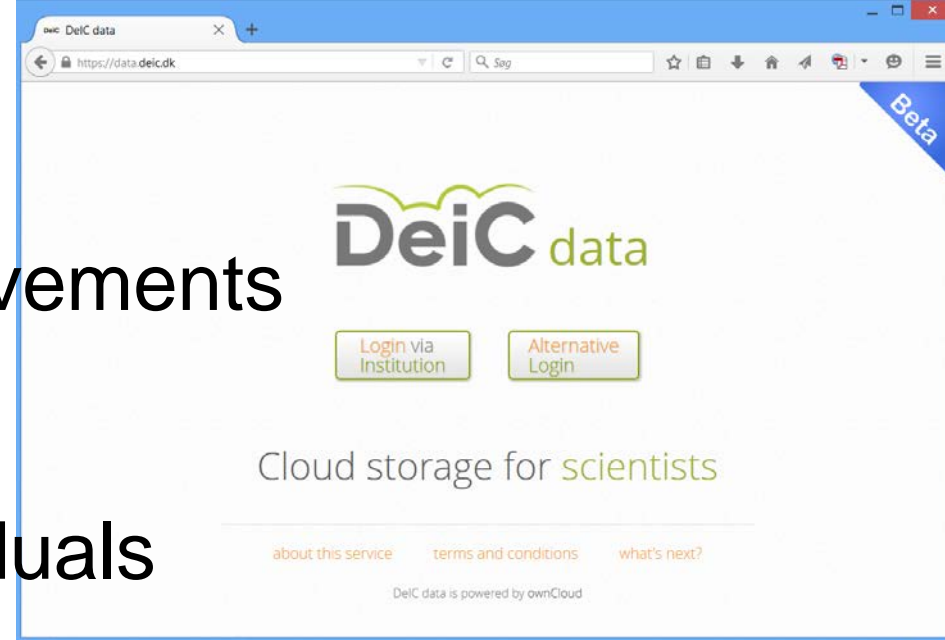 DeIC data
https://data.deic.dk
Søg
Beta
DeiC data
vements
Login via
Institution
Alternative
Login
Cloud storage for scientists
duals
about this service terms and conditions what's next?
DeIC data is powered by ownCloud